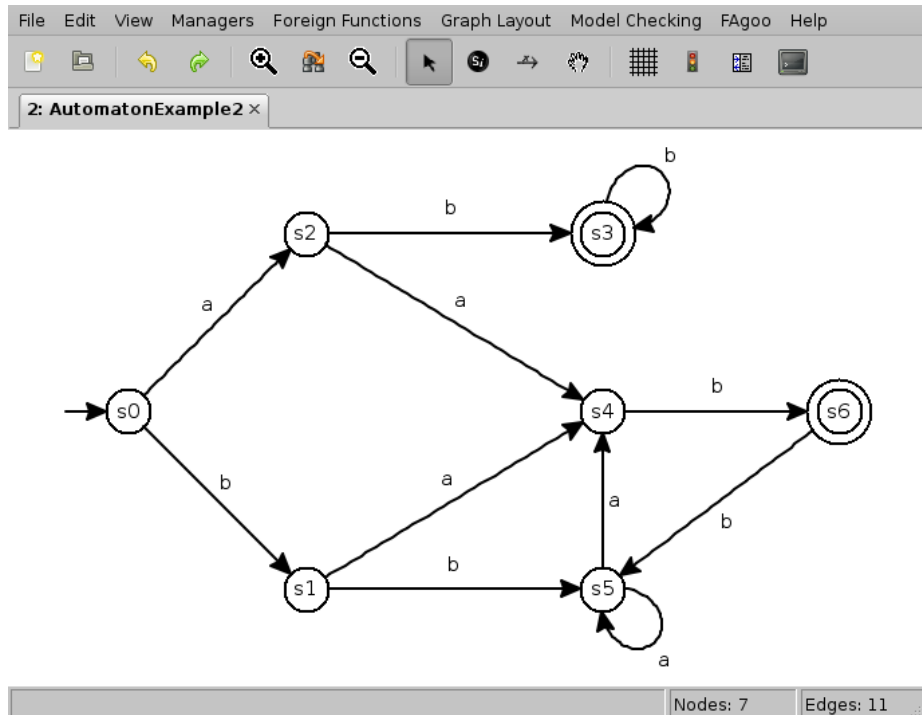 File Edit View Managers Foreign Functions Graph Layout Model Checking FAgoo Help
Si
2: AutomatonExample2 ×
b
s2
b
s3
a
a
s0
s4
b
s6
b
a
a
b
s1
b
s5
a
Nodes: 7
Edges: 11